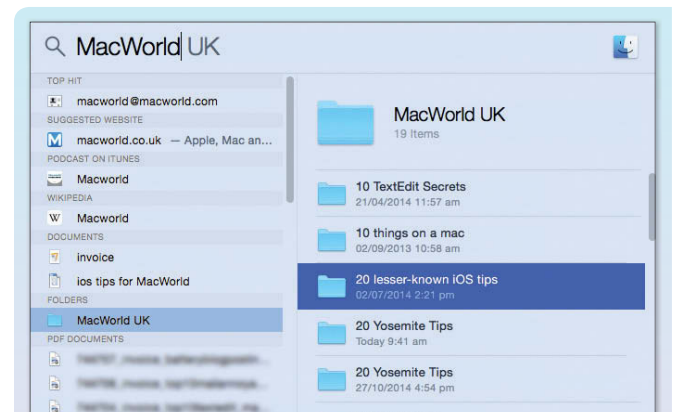 MacWorld UK
TOP HIT
macworld@macworld.com
SUGGESTED WEBSITE
macworld.co.uk — Apple, Mac an...
PODCAST ON ITUNES
Macworld
WIKIPEDIA
W Macworld
DOCUMENTS
invoice
ios tips for MacWorld
FOLDERS
MacWorld UK
PDF DOCUMENTS
MacWorld UK
19 Items
10 TextEdit Secrets
21/04/2014 11:57 am
10 things on a mac
02/09/2013 10:58 am
20 lesser-known iOS tips
02/07/2014 2:21 pm
20 Yosemite Tips
Today 9:41 am
20 Yosemite Tips
27/10/2014 4:54 pm